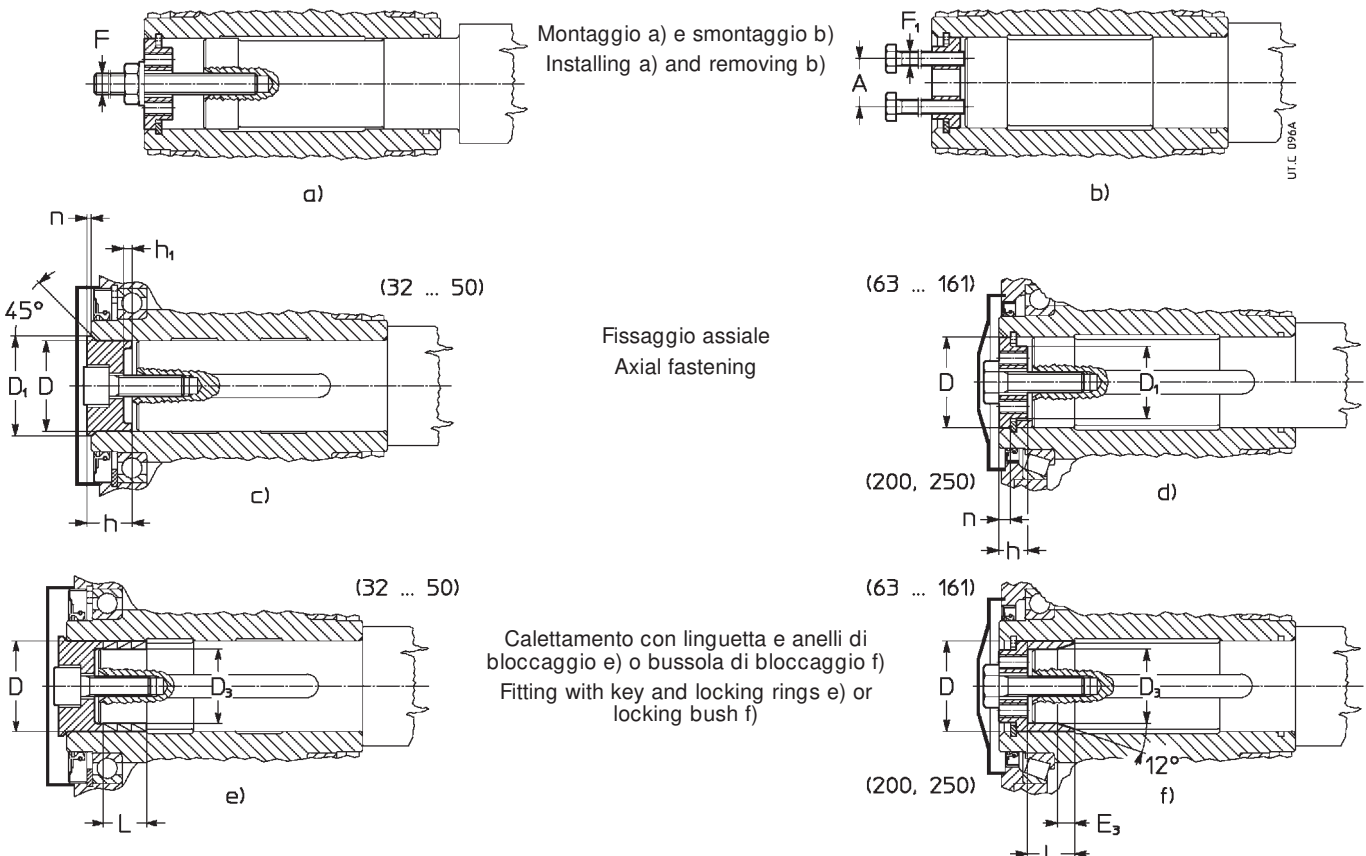 F
Montaggio a) e smontaggio b)
Installing a) and removing b)
F₁
A
UT.C 096A
a)
b)
n
h₁
45°
D₁
D
(32 ... 50)
c)
h
Fissaggio assiale
Axial fastening
(63 ... 161)
D
D₁
(200, 250)
n
h
d)
(32 ... 50)
D
D₃
e)
L
Calettamento con linguetta e anelli di
bloccaggio e) o bussola di bloccaggio f)
Fitting with key and locking rings e) or
locking bush f)
(63 ... 161)
D
D₃
12°
(200, 250)
f)
E₃
L